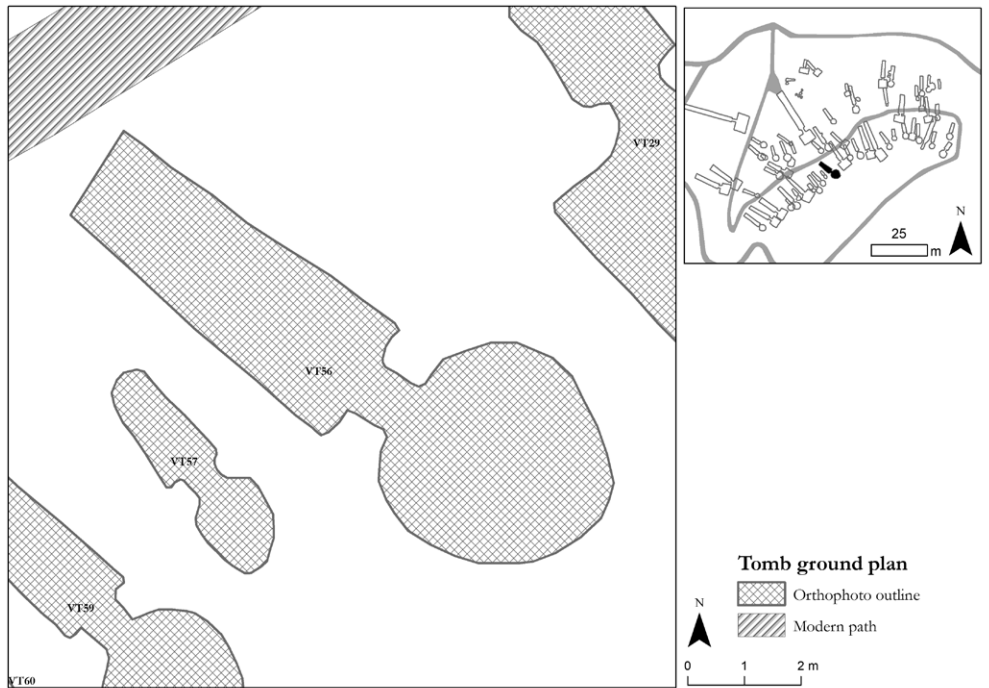 VT29
VT56
VT57
VT59
VT60
N
25
m
Tomb ground plan
Orthophoto outline
Modern path
N
0 1 2 m